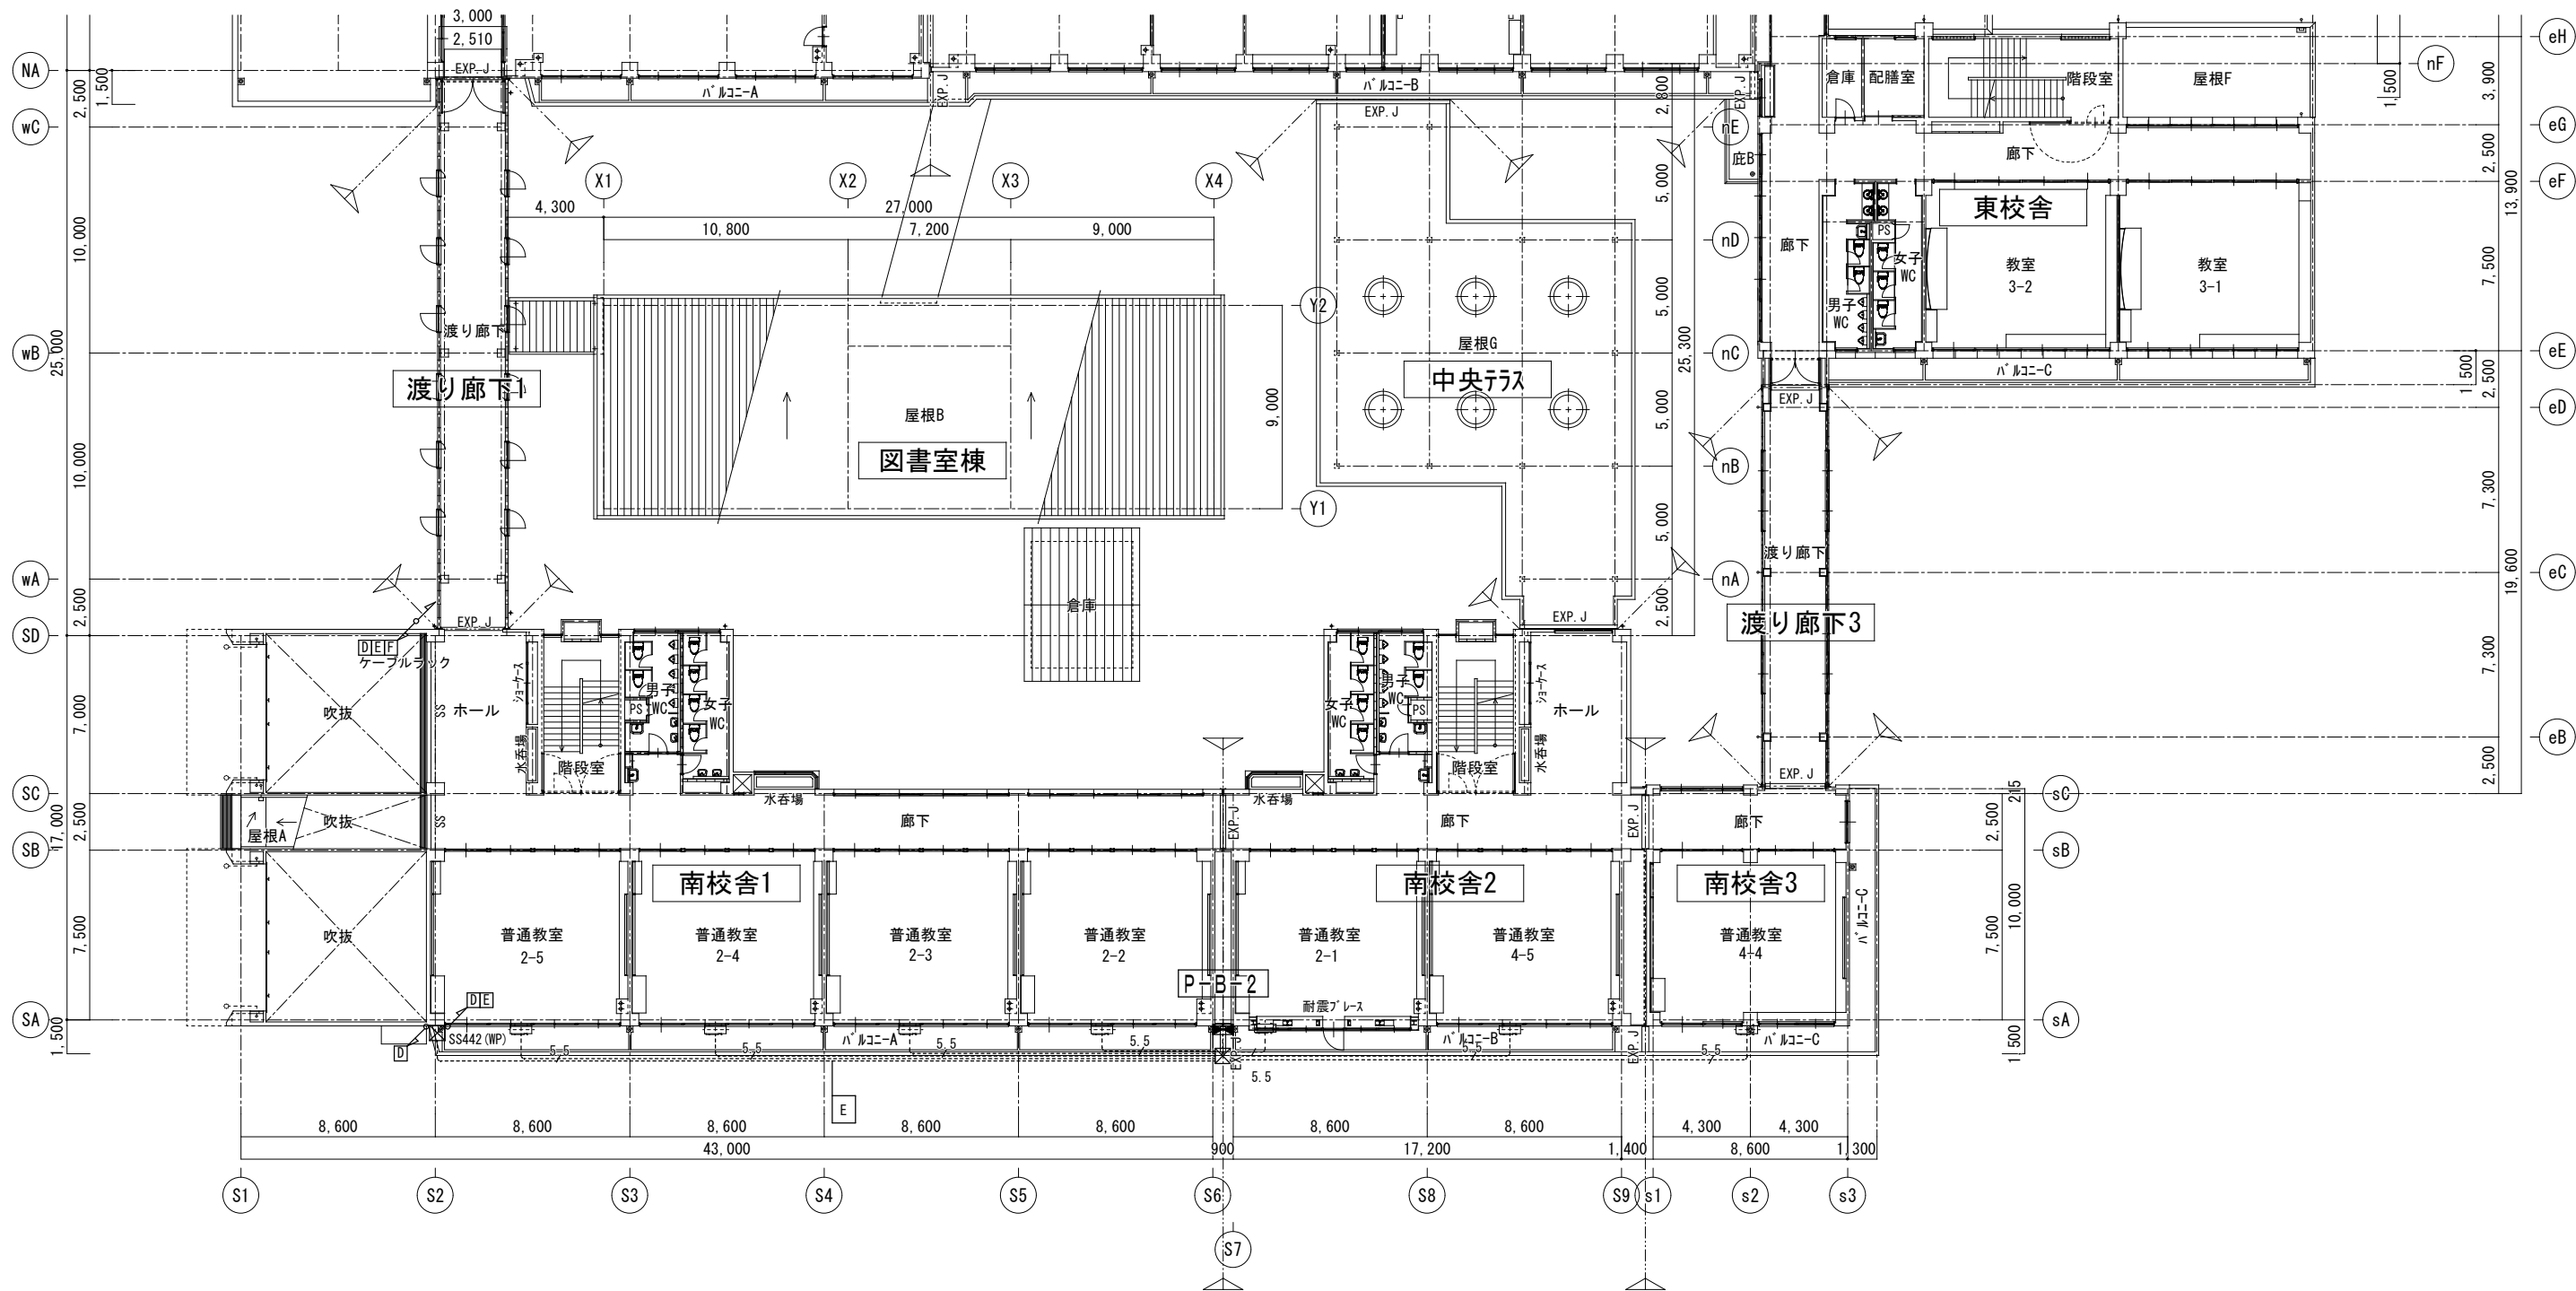 3,000
2,510
NA
EXP.J
バルコニーA
EXP.J
バルコニーB
EXP.J
EXP.J
eH
nF
倉庫
配膳室
階段室
屋根F
2,500
1,500
2,800
1,500
3,900
wC
nE
eG
庇B
廊下
2,500
eF
X1
X2
X3
X4
4,300
27,000
10,800
7,200
9,000
5,000
13,900
東校舎
10,000
nD
廊下
PS
女子
WC
教室
3-2
教室
3-1
7,500
男子
WC
Y2
5,000
渡り廊下
wB
25,000
屋根G
nC
25,300
eE
渡り廊下1
中央テラス
バルコニーC
1,500
2,500
EXP.J
eD
屋根B
9,000
5,000
図書室棟
nB
10,000
7,300
Y1
5,000
渡り廊下
wA
nA
eC
倉庫
2,500
2,500
19,600
EXP.J
EXP.J
SD
渡り廊下3
D E F
ケーブルラック
7,300
ショーケース
男子
WC
PS
女子
WC
女子
WC
男子
WC
PS
ショーケース
吹抜
SS
ホール
ホール
7,000
eB
水呑場
階段室
階段室
水呑場
EXP.J
2,500
SC
水呑場
水呑場
215
sC
17,000
2,500
屋根A
吹抜
SS
廊下
EXP.J
廊下
EXP.J
廊下
2,500
SB
sB
南校舎1
南校舎2
南校舎3
バルコニーC
10,000
7,500
吹抜
普通教室
2-5
普通教室
2-4
普通教室
2-3
普通教室
2-2
普通教室
2-1
普通教室
4-5
普通教室
4-4
7,500
P-B-2
D E
耐震ブレース
SA
sA
SS442(WP)
D
バルコニーA
バルコニーB
バルコニーC
1,500
1,500
5.5
5.5
5.5
5.5
5.5
5.5
EXP.J
EXP.J
5.5
E
8,600
8,600
8,600
8,600
8,600
8,600
8,600
4,300
4,300
43,000
900
17,200
1,400
8,600
1,300
S1
S2
S3
S4
S5
S6
S8
S9
s1
s2
s3
S7